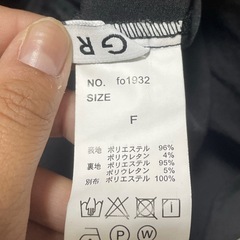 GR
NO. fo1932
SIZE
F
表地 ポリエステル 96%
ポリウレタン 4%
裏地 ポリエステル 95%
ポリウレタン 5%
別布 ポリエステル 100%
P
W